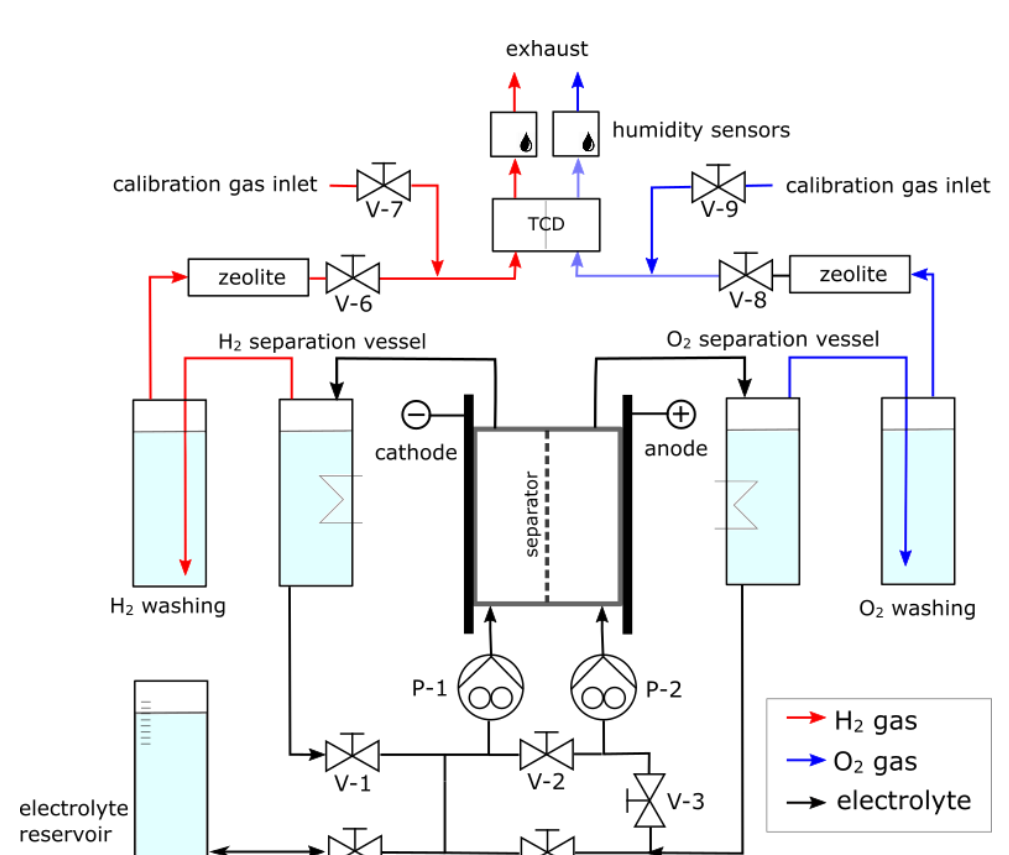 exhaust
humidity sensors
calibration gas inlet
V-7
V-9
calibration gas inlet
TCD
zeolite
V-6
V-8
zeolite
H₂ separation vessel
O₂ separation vessel
−
+
cathode
anode
separator
H₂ washing
O₂ washing
P-1
P-2
H₂ gas
O₂ gas
electrolyte
V-1
V-2
V-3
electrolyte
reservoir